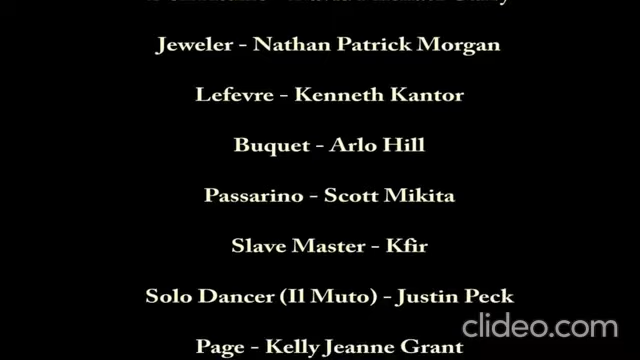 Jeweler - Nathan Patrick Morgan
Lefevre - Kenneth Kantor
Buquet - Arlo Hill
Passarino - Scott Mikita
Slave Master - Kfir
Solo Dancer (Il Muto) - Justin Peck
Page - Kelly Jeanne Grant
clideo.com